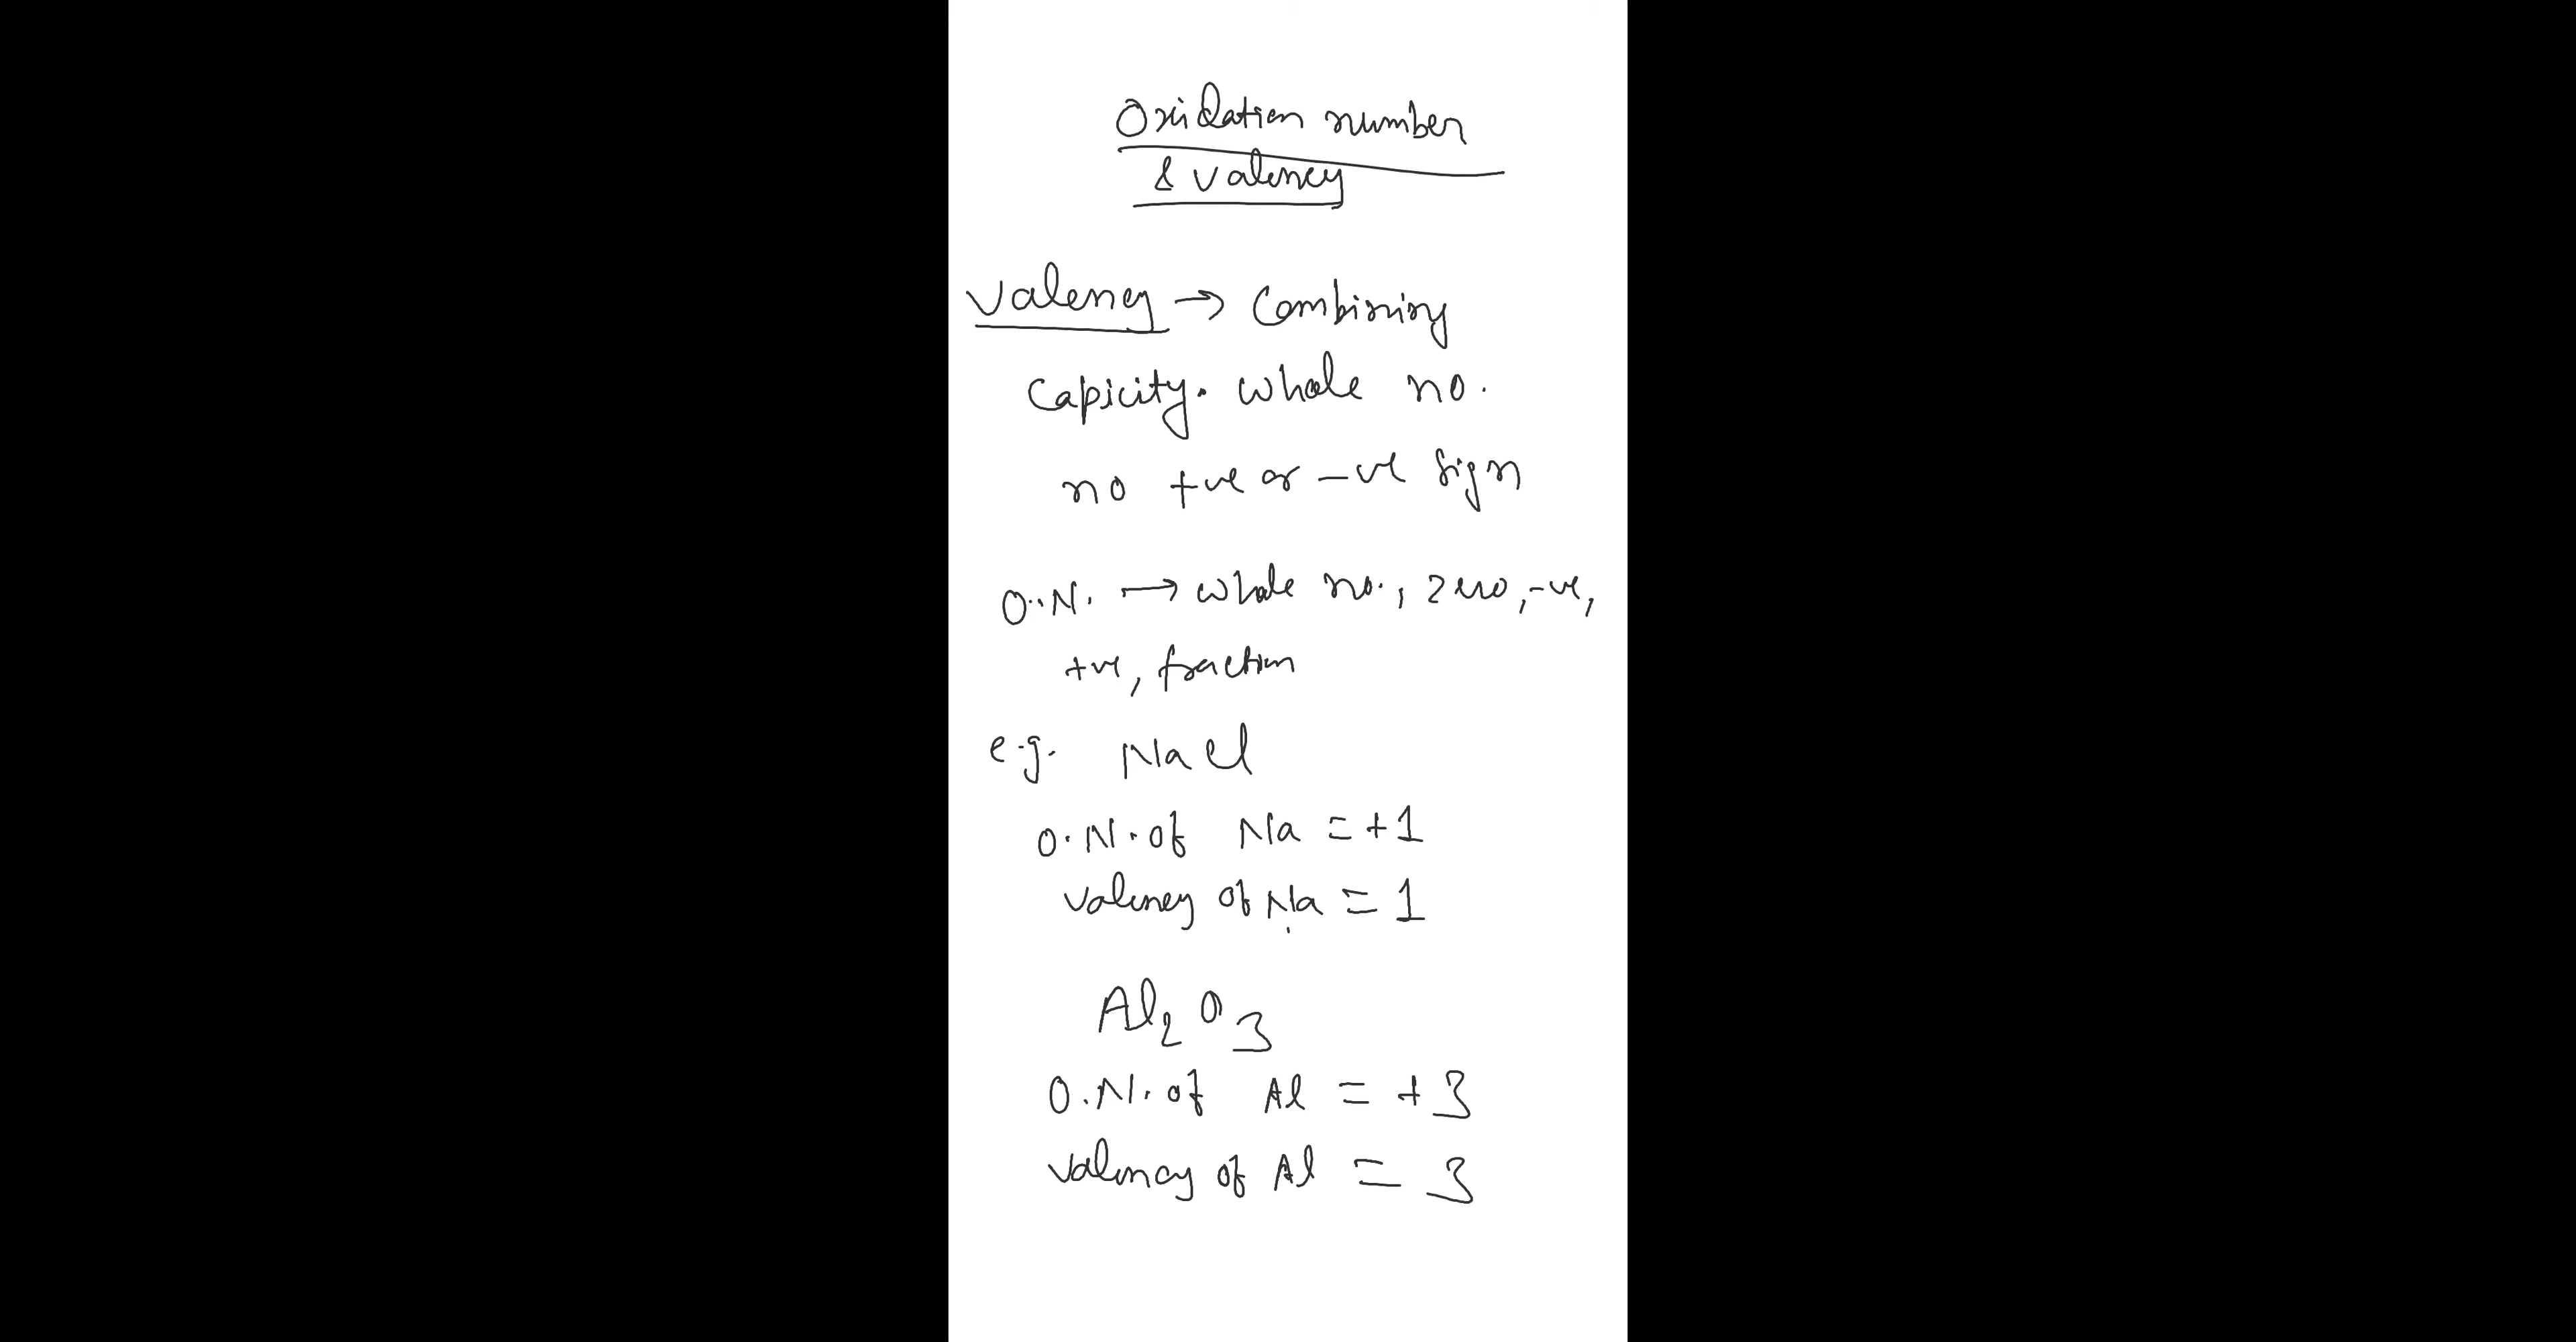 Oxidation number
& valency
Valency → Combining
Capicity. Whole no.
no +ve or -ve sign
O.N. → whole no., zero, -ve,
+ve, fraction
e.g. NaCl
O.N. of Na = +1
valency of Na = 1
Al₂O₃
O.N. of Al = +3
valency of Al = 3